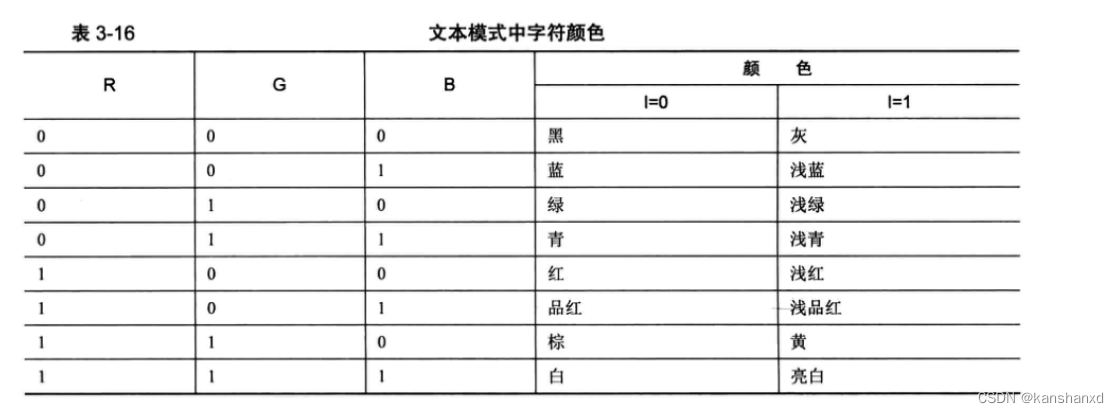 表 3-16 文本模式中字符颜色
R G B 颜 色
I=0 I=1
0 0 0 黑 灰
0 0 1 蓝 浅蓝
0 1 0 绿 浅绿
0 1 1 青 浅青
1 0 0 红 浅红
1 0 1 品红 浅品红
1 1 0 棕 黄
1 1 1 白 亮白
CSDN @kanshanxd